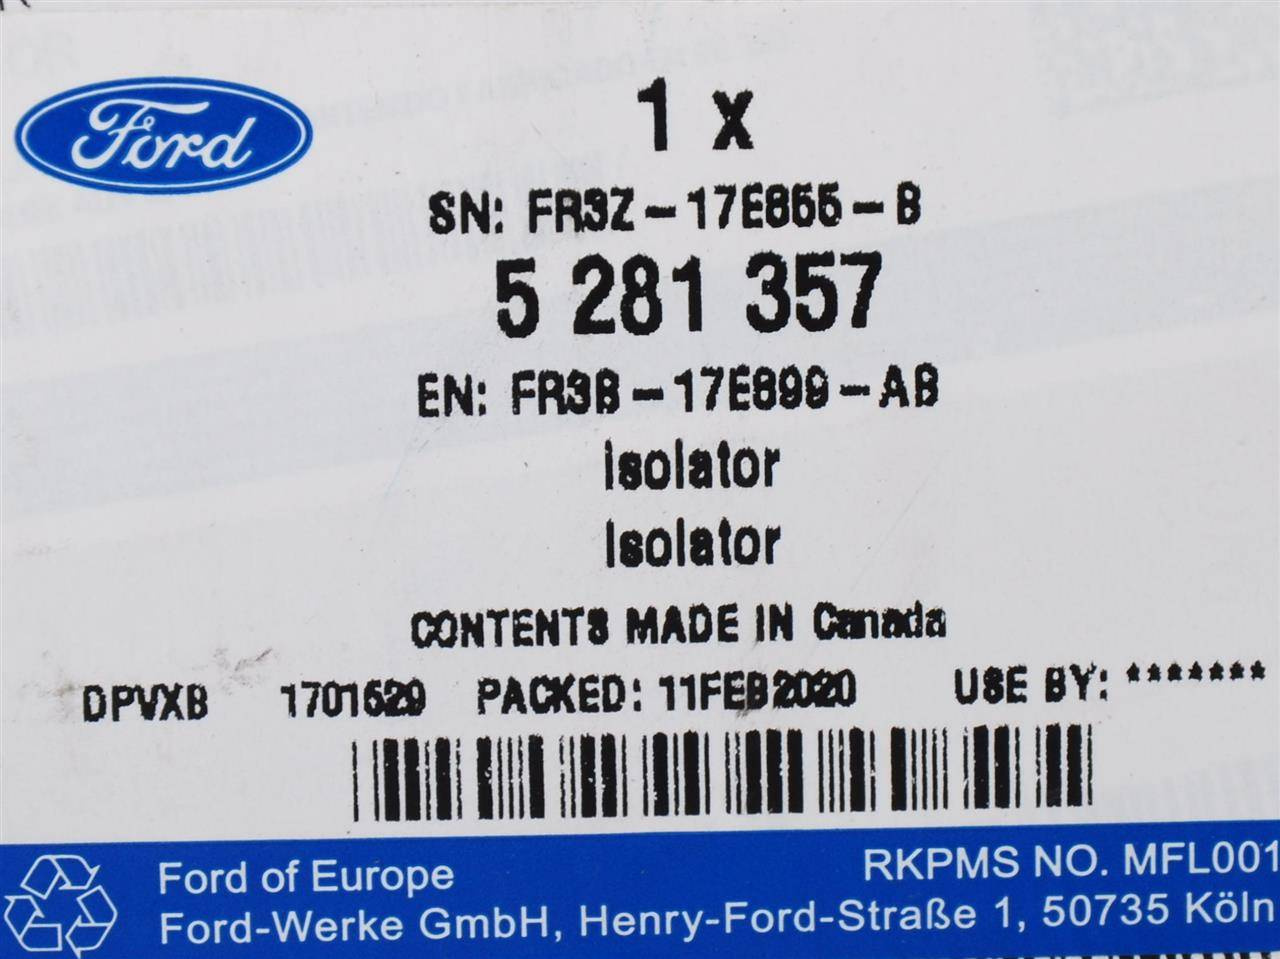 Ford
1 x
SN: FR3Z-17E855-B
5 281 357
EN: FR3B-17E899-AB
Isolator
Isolator
CONTENTS MADE IN Canada
DPVXB 1701529 PACKED: 11FEB2020 USE BY: *******
Ford of Europe RKPMS NO. MFL001
Ford-Werke GmbH, Henry-Ford-Straße 1, 50735 Köln